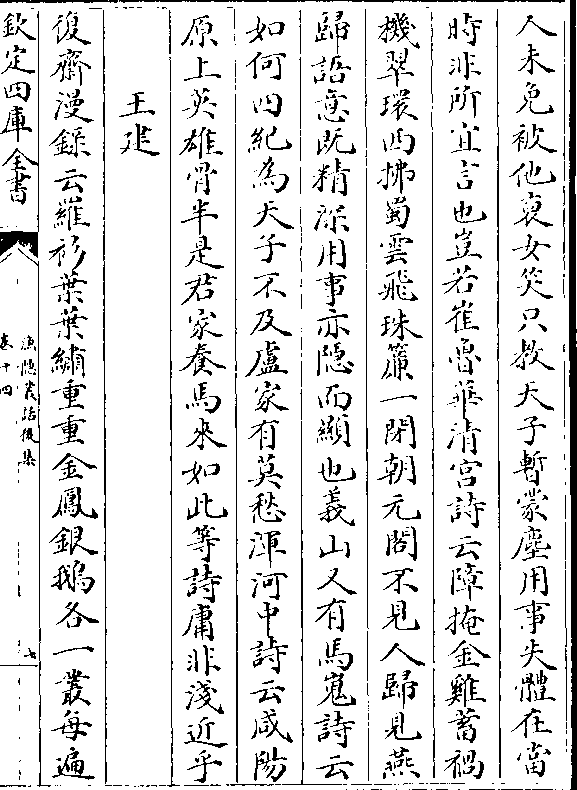 人未免被他褒女笑只教天子暫蒙塵用事失體在當
時非所宜言也豈若崔魯華清宫詩云障掩金雞蓄禍
機翠環西拂蜀雲飛珠簾一閉朝元閣不見人歸見燕
歸語意既精深用事亦隠而顯也義山又有馬嵬詩云
如何四紀為天子不及盧家有莫愁渾河中詩云咸陽
原上英雄骨半是君家養馬來如此等詩庸非淺近乎
王建
復齋漫録云羅衫葉葉繡重重金鳳銀鵝各一叢每遍
欽定四庫全書
漁隠叢話後集
卷十四
七